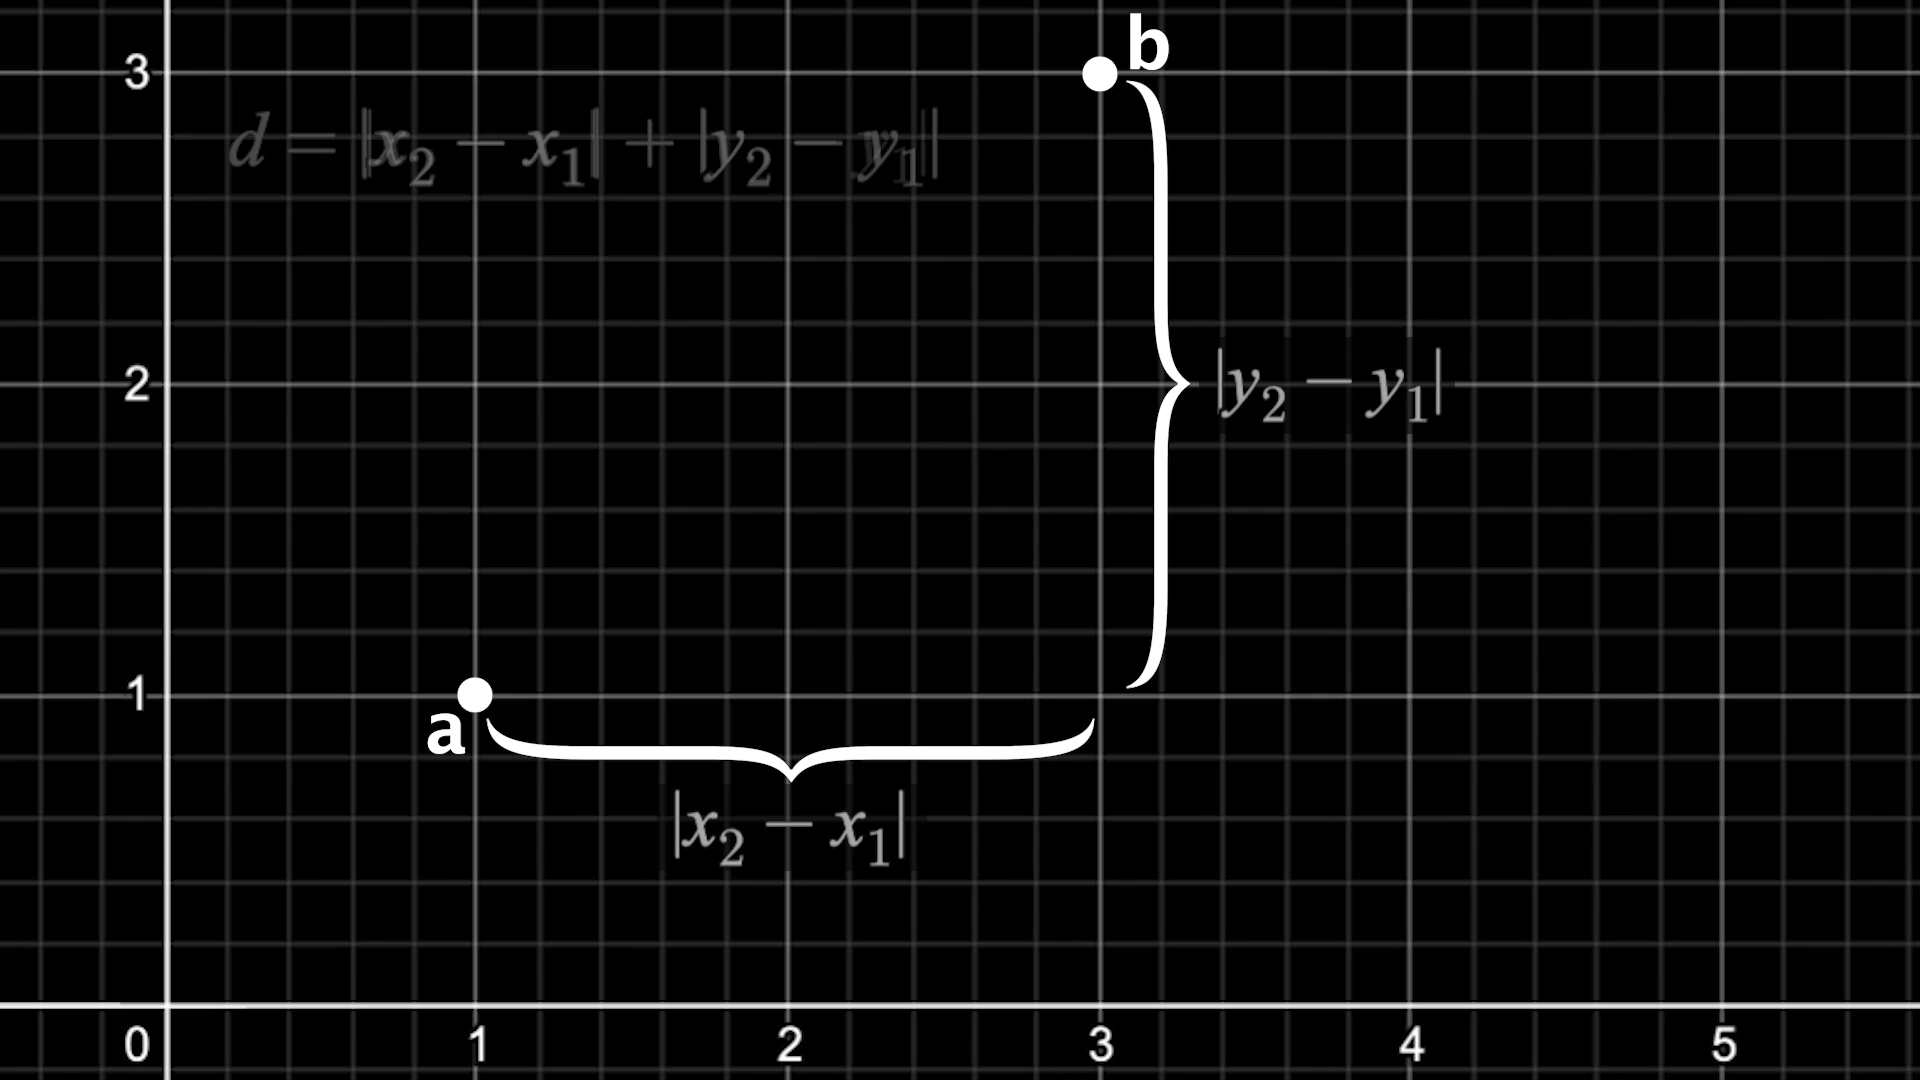 b
3
d = |x₂ − x₁| + |y₂ − y₁|
2
|y₂ − y₁|
1
a
|x₂ − x₁|
0 1 2 3 4 5